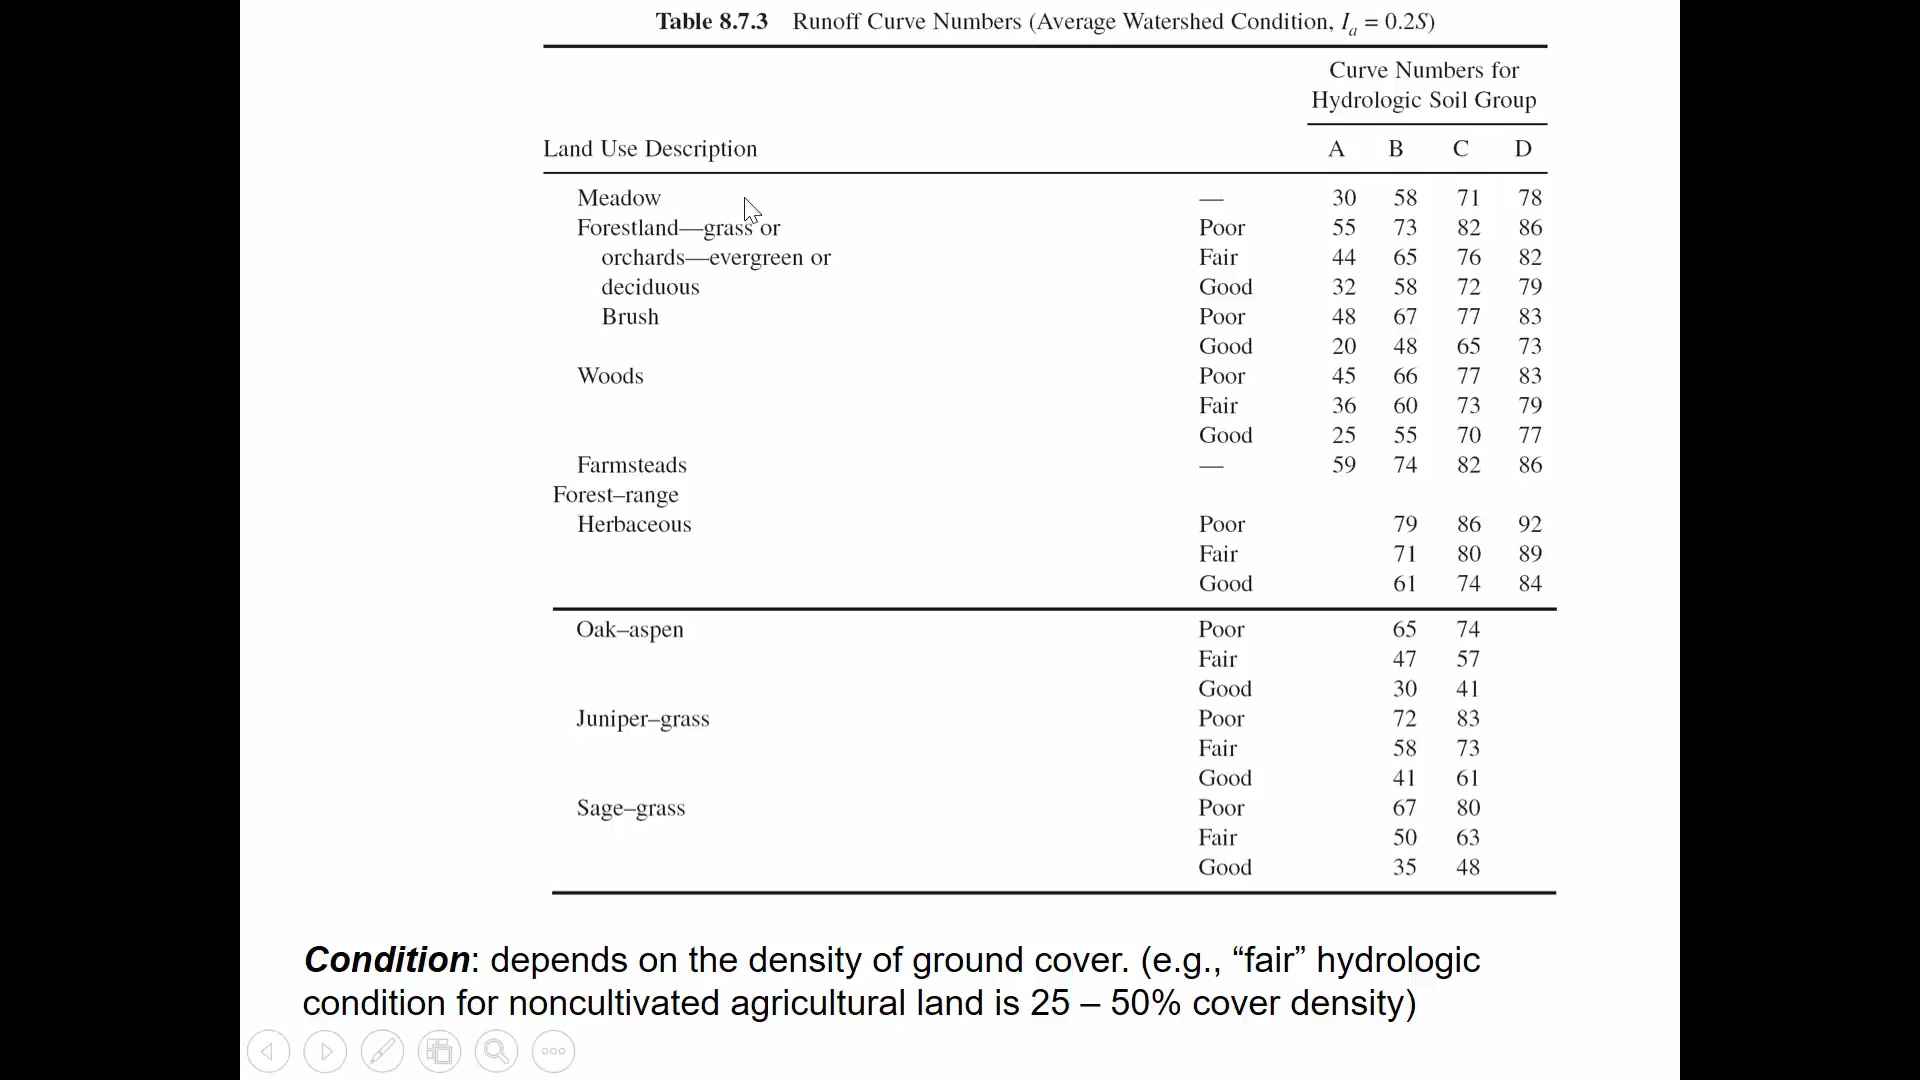 Table 8.7.3 Runoff Curve Numbers (Average Watershed Condition, Ia = 0.2S)
Curve Numbers for
Hydrologic Soil Group
Land Use Description A B C D
Meadow — 30 58 71 78
Forestland—grass or Poor 55 73 82 86
orchards—evergreen or Fair 44 65 76 82
deciduous Good 32 58 72 79
Brush Poor 48 67 77 83
Good 20 48 65 73
Woods Poor 45 66 77 83
Fair 36 60 73 79
Good 25 55 70 77
Farmsteads — 59 74 82 86
Forest–range
Herbaceous Poor 79 86 92
Fair 71 80 89
Good 61 74 84
Oak–aspen Poor 65 74
Fair 47 57
Good 30 41
Juniper–grass Poor 72 83
Fair 58 73
Good 41 61
Sage–grass Poor 67 80
Fair 50 63
Good 35 48
Condition: depends on the density of ground cover. (e.g., “fair” hydrologic
condition for noncultivated agricultural land is 25 – 50% cover density)